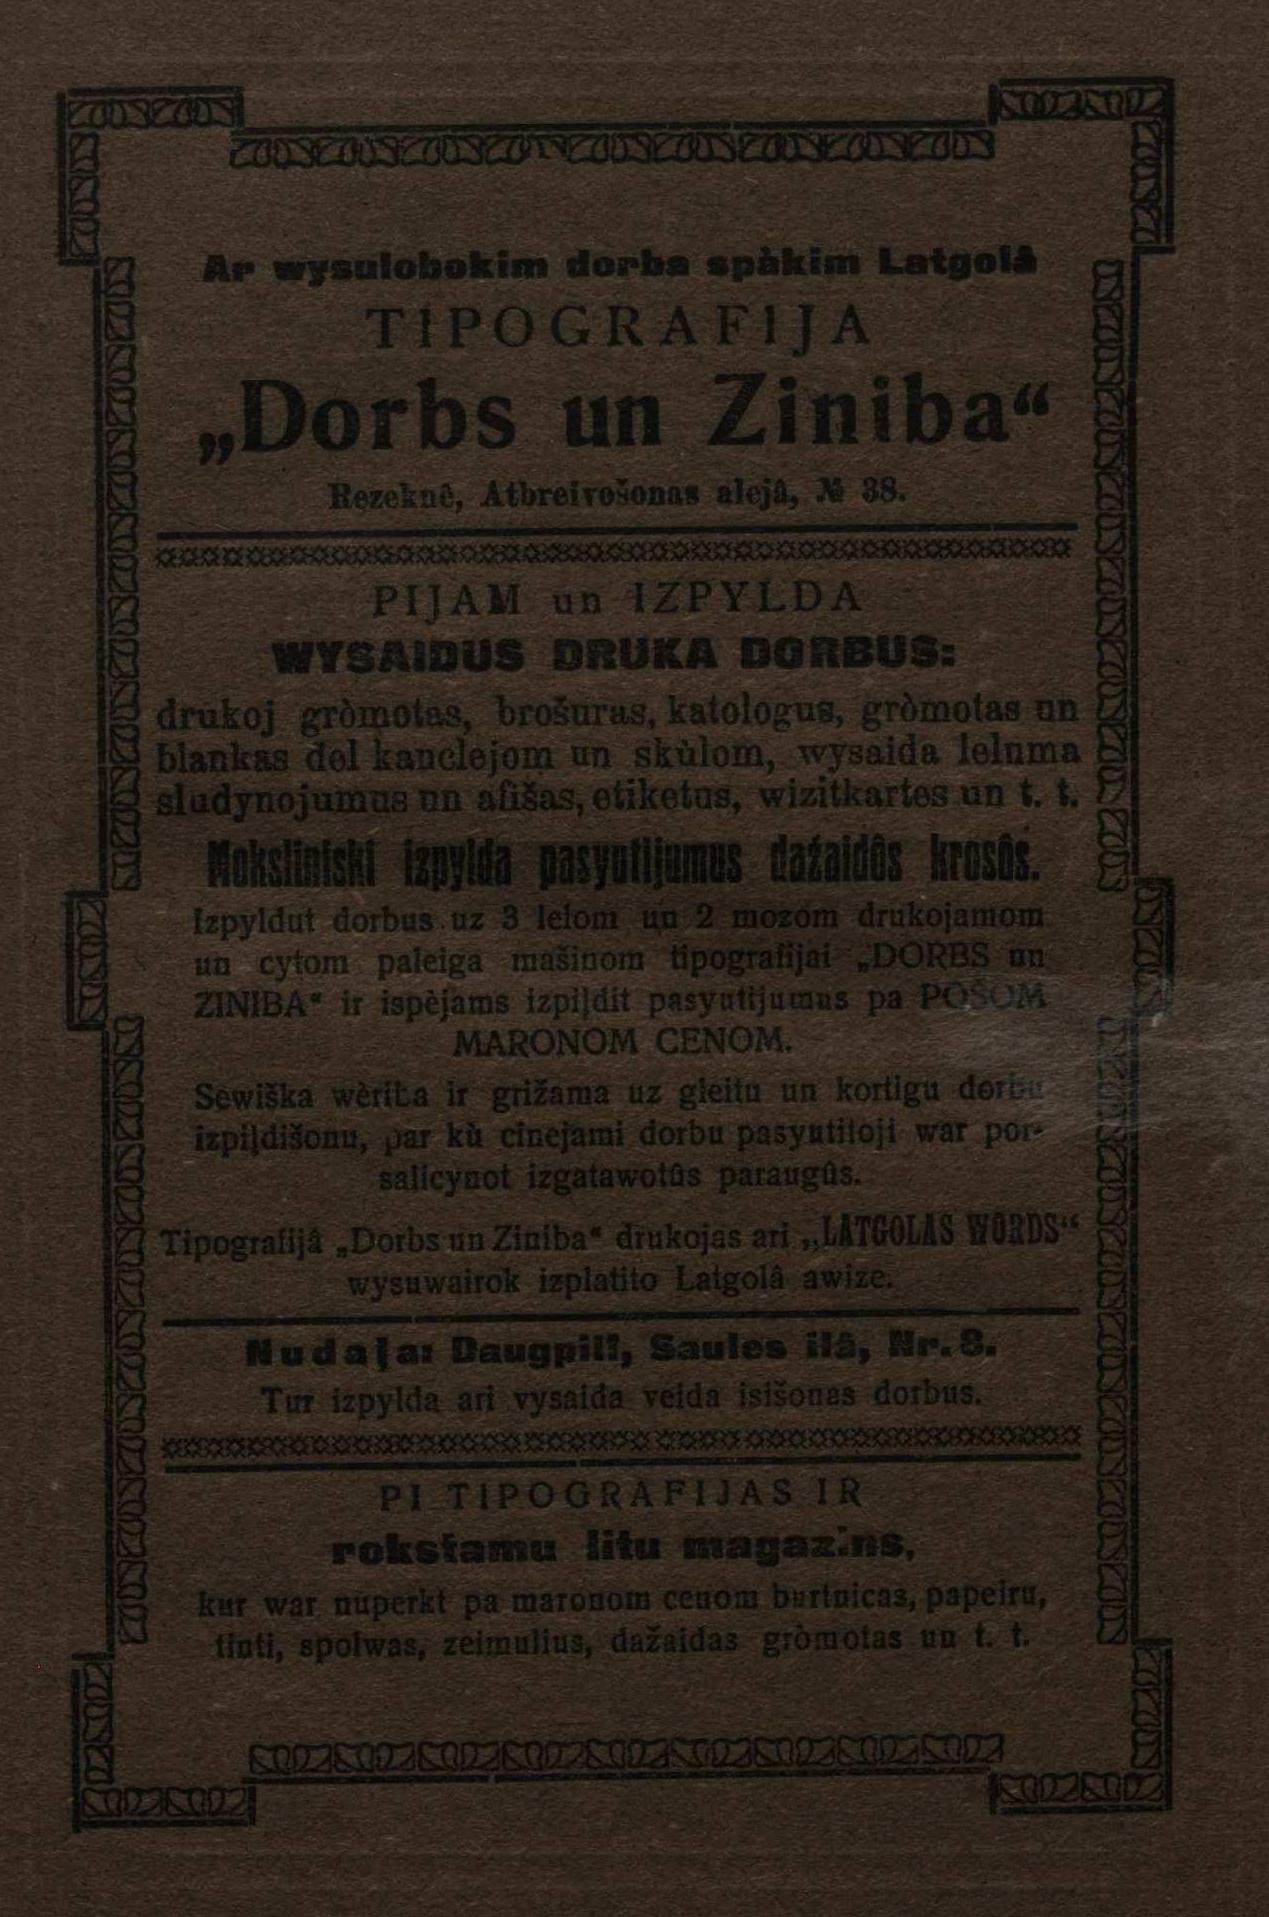 Ar wysulobokim dorba spàkim Latgolâ
TIPOGRAFIJA
„Dorbs un Ziniba“
Rezeknê, Atbreivošonas alejâ, № 38.
PIJAM un IZPYLDA
WYSAIDUS DRUKA DORBUS:
drukoj gròmotas, brošuras, katologus, gròmotas un
blankas del kanclejom un skùlom, wysaida leluma
sludynojumus un afišas, etiketus, wizitkartes un t. t.
Moksliniski izpylda pasyutijumus dažaidôs krosôs.
Izpyldut dorbus uz 3 lelom un 2 mozom drukojamom
un cytom paleiga mašinom tipografijai „DORBS un
ZINIBA“ ir ispèjams izpiļdit pasyutijumus pa POŠOM
MARONOM CENOM.
Sewiška wèriba ir grižama uz gleitu un kortigu dorbu
izpiļdišonu, par kù cinejami dorbu pasyutitoji war por-
salicynot izgatawotûs paraugûs.
Tipografijâ „Dorbs un Ziniba“ drukojas ari „LATGOLAS WORDS“
wysuwairok izplatito Latgolâ awize.
Nudaļa: Daugpilî, Saules ilâ, Nr. 8.
Tur izpylda ari vysaida veida isišonas dorbus.
PI TIPOGRAFIJAS IR
rokstamu litu magazins,
kur war nuperkt pa maronom cenom burtnicas, papeiru,
tinti, spolwas, zeimulius, dažaidas gròmotas un t. t.